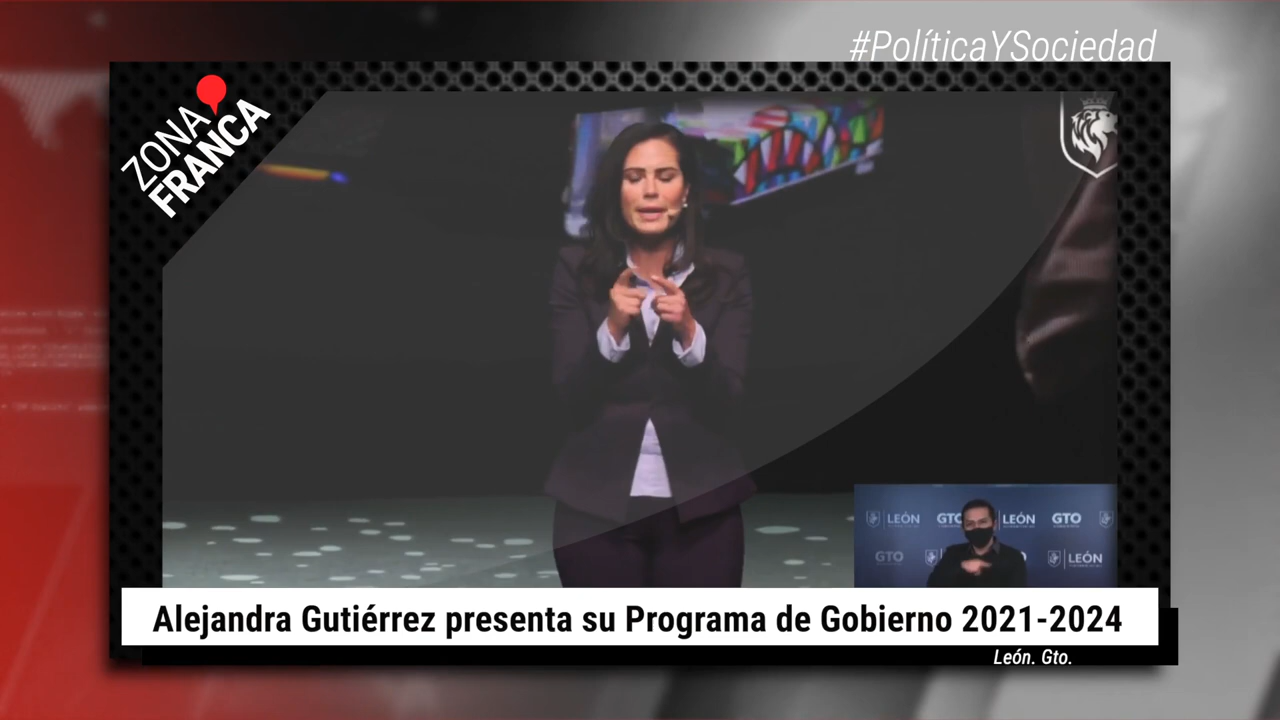 #PolíticaYSociedad
ZONA
FRANCA
LEÓN GTO LEÓN GTO
GTO LEÓN
Alejandra Gutiérrez presenta su Programa de Gobierno 2021-2024
León. Gto.